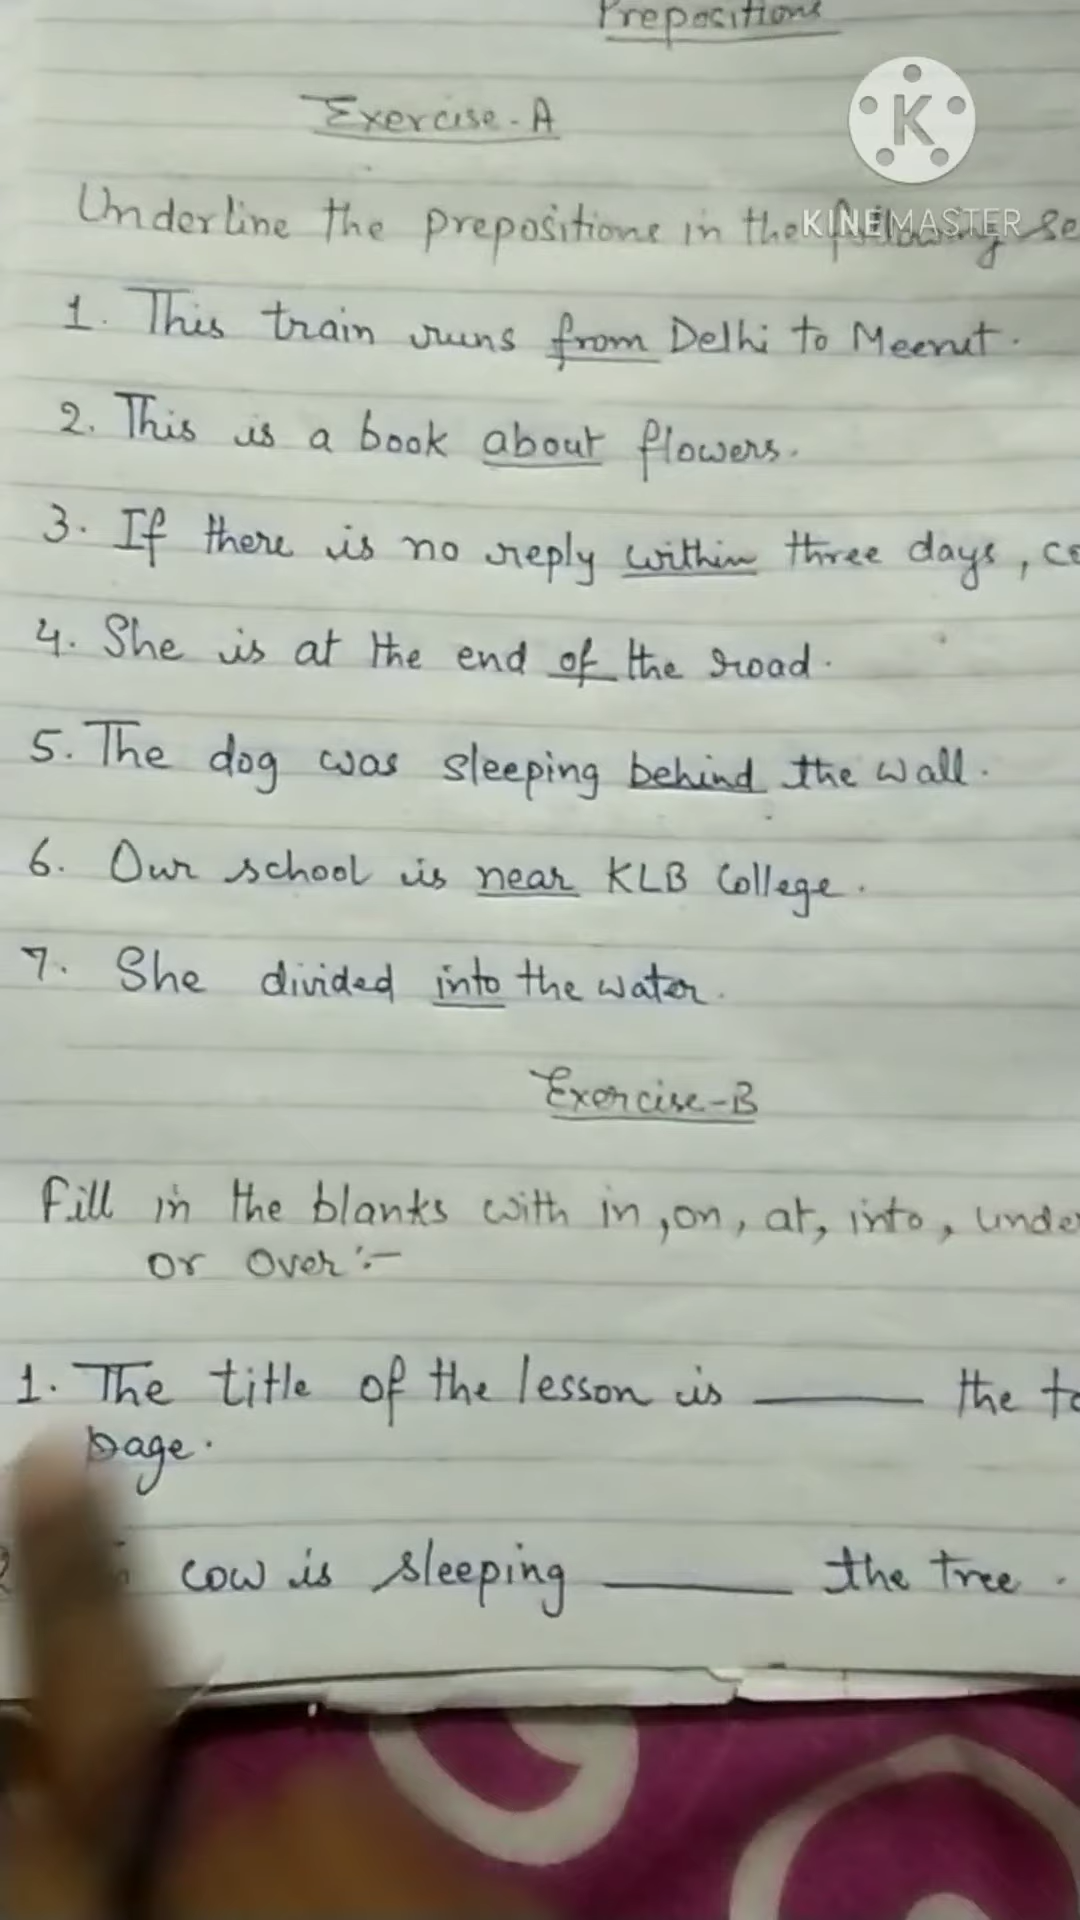 Prepositions
Exercise-A
K
KINEMASTER
Underline the prepositions in the following
1. This train runs from Delhi to Meerut.
2. This is a book about flowers.
3. If there is no reply within three days,
4. She is at the end of the road.
5. The dog was sleeping behind the wall.
6. Our school is near KLB College.
7. She divided into the water.
Exercise-B
Fill in the blanks with in, on, at, into, under
or over :-
1. The title of the lesson is ______ the
page.
cow is sleeping ______ the tree.